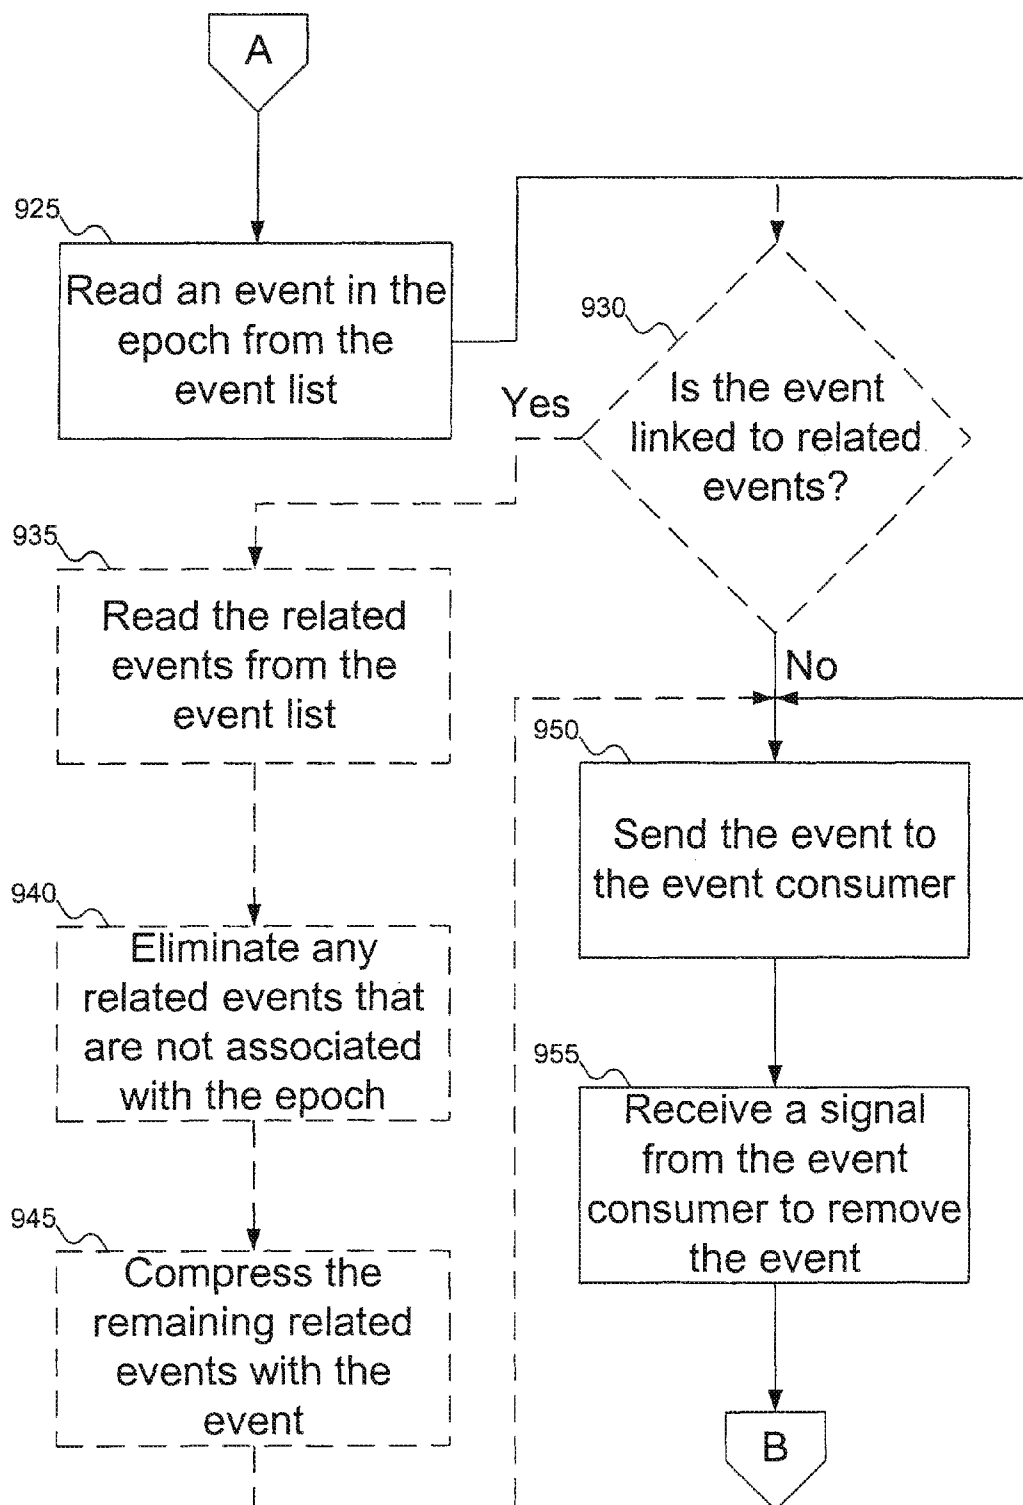 A
925
Read an event in the
epoch from the
event list
930
Is the event
linked to related
events?
Yes
935
Read the related
events from the
event list
No
950
Send the event to
the event consumer
940
Eliminate any
related events that
are not associated
with the epoch
955
Receive a signal
from the event
consumer to remove
the event
945
Compress the
remaining related
events with the
event
B